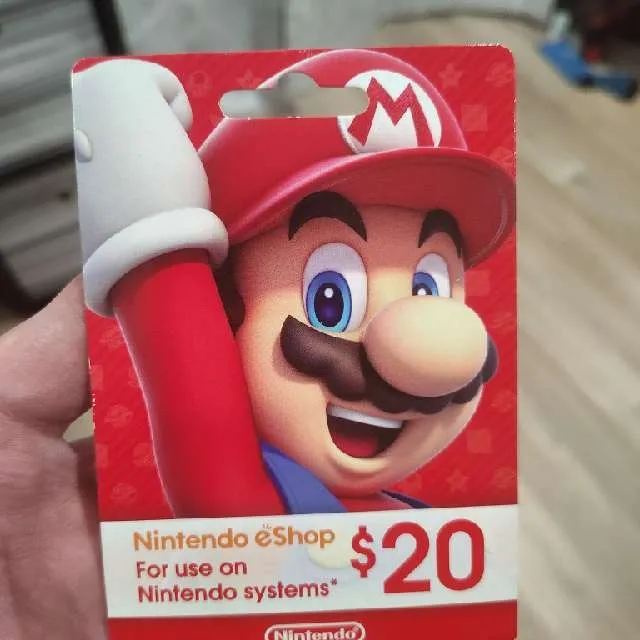 M
Nintendo eShop
For use on
Nintendo systems*
$20
Nintendo